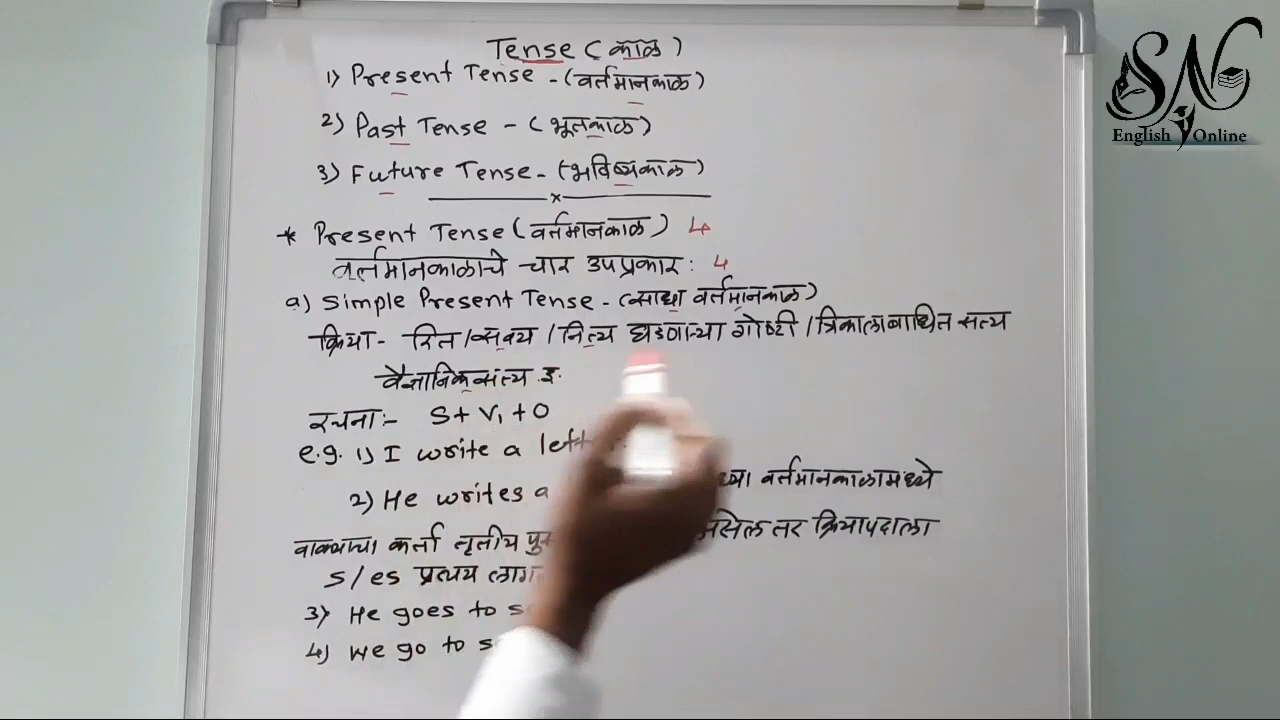 Tense (काळ)
1) Present Tense - (वर्तमानकाळ)
2) Past Tense - (भूतकाळ)
3) Future Tense - (भविष्यकाळ)
x
* Present Tense (वर्तमानकाळ) 4
वर्तमानकाळाचे चार उपप्रकार : 4
a) Simple Present Tense - (साधा वर्तमानकाळ)
क्रिया - रित / सवय / नित्य घडणाऱ्या गोष्टी / त्रिकालाबाधित सत्य
वैज्ञानिक सत्य इ.
रचना :- S + V1 + O
e.g. 1) I write a
2) He writes a वर्तमानकाळामध्ये
वाक्याचा कर्ता तृतीय असेल तर क्रियापदाला
s/es प्रत्यय
3) He goes to
4) We go to
SNG
English Online